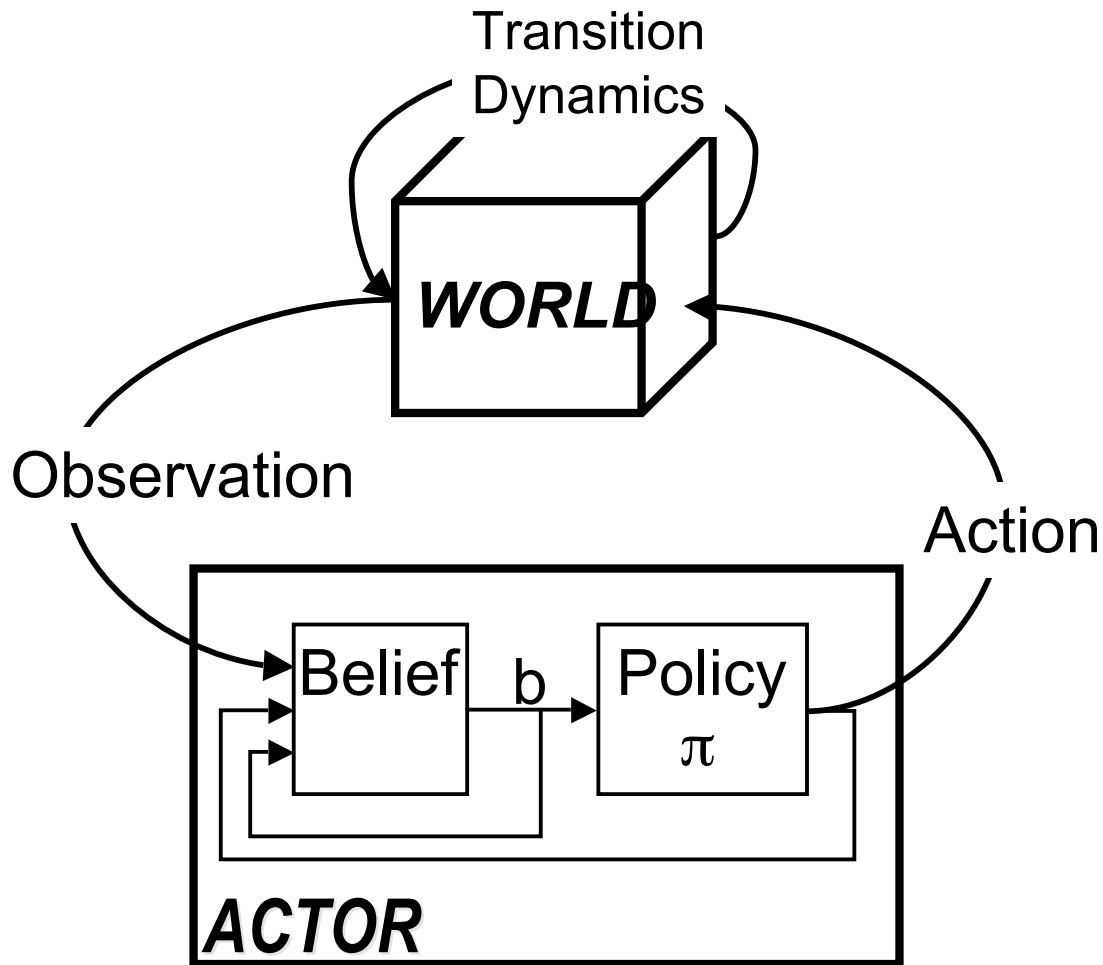 Transition
Dynamics
WORLD
Observation
Action
Belief
b
Policy
π
ACTOR